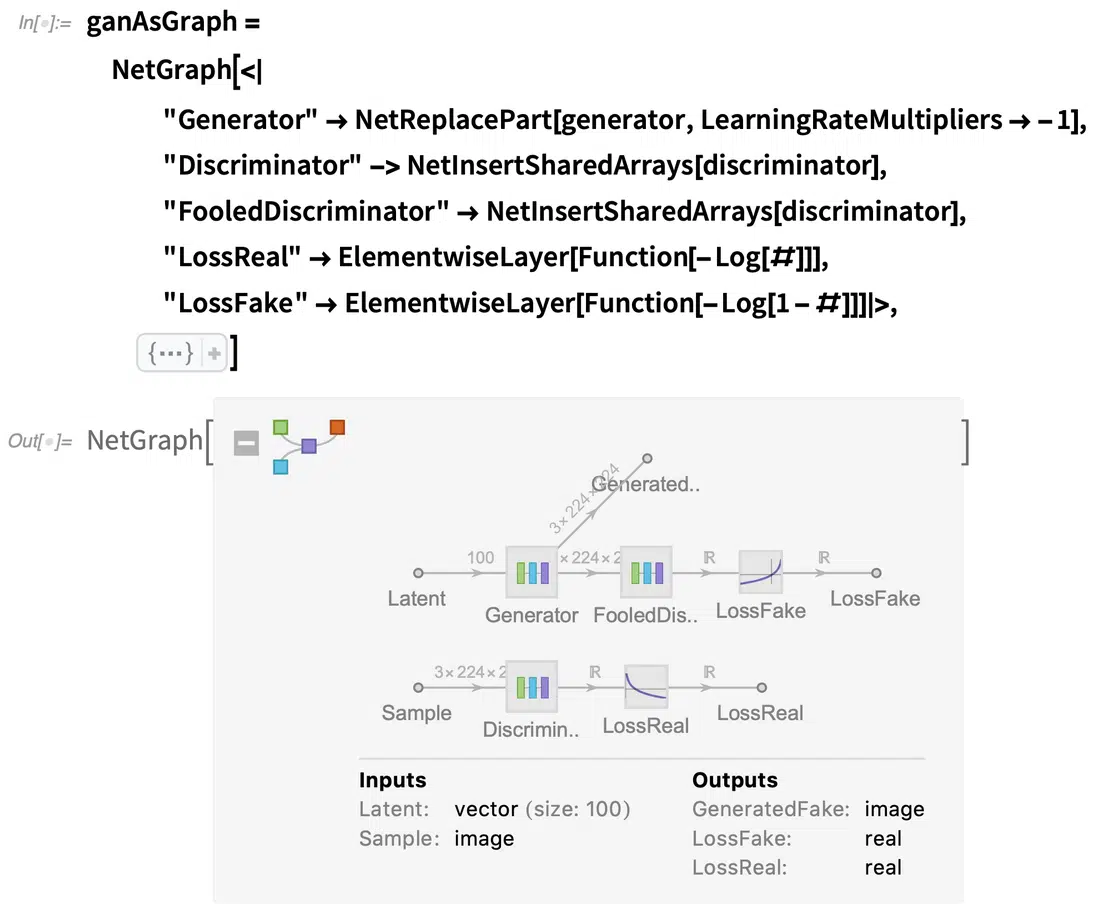 In[•]:= ganAsGraph =
NetGraph[<|
"Generator" → NetReplacePart[generator, LearningRateMultipliers → −1],
"Discriminator" -> NetInsertSharedArrays[discriminator],
"FooledDiscriminator" → NetInsertSharedArrays[discriminator],
"LossReal" → ElementwiseLayer[Function[−Log[#]]],
"LossFake" → ElementwiseLayer[Function[−Log[1 − #]]]|>,
{⋯} +]
Out[•]= NetGraph[ ]
3×224×224
Generated..
100 ×224×2 ℝ ℝ
Latent Generator FooledDis.. LossFake LossFake
3×224×2 ℝ ℝ
Sample Discrimin.. LossReal LossReal
Inputs Outputs
Latent: vector (size: 100) GeneratedFake: image
Sample: image LossFake: real
LossReal: real